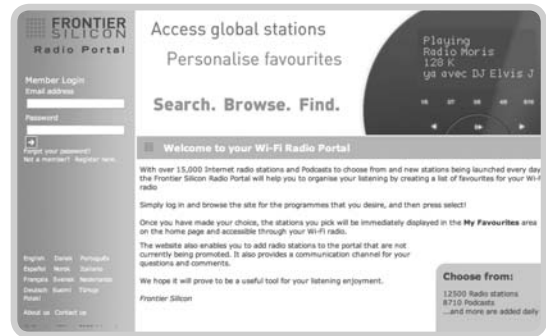 FRONTIER
SILICON
Radio Portal
Member Login
Email address
Password
Forgot your password?
Not a member? Register here.
English Dansk Português
Español Norsk Italiano
Français Svenska Nederlands
Deutsch Suomi Türkçe
Polski
About us Contact us
Access global stations
Personalise favourites
Search. Browse. Find.
Playing
Radio Moris
128 K
ya avec DJ Elvis J
Welcome to your Wi-Fi Radio Portal
With over 15,000 Internet radio stations and Podcasts to choose from and new stations being launched every day
the Frontier Silicon Radio Portal will help you to organise your listening by creating a list of favourites for your Wi-F
radio
Simply log in and browse the site for the programmes that you desire, and then press select!
Once you have made your choice, the stations you pick will be immediately displayed in the My Favourites area
on the home page and accessible through your Wi-Fi radio.
The website also enables you to add radio stations to the portal that are not
currently being promoted. It also provides a communication channel for your
questions and comments.
We hope it will prove to be a useful tool for your listening enjoyment.
Frontier Silicon
Choose from:
12500 Radio stations
8710 Podcasts
...and more are added daily